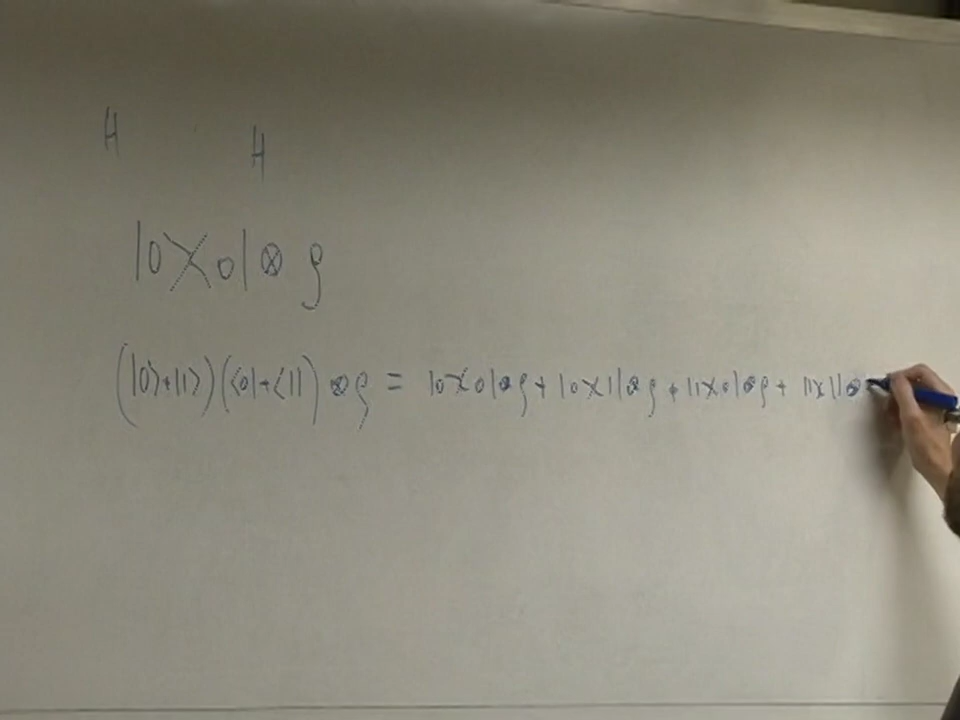 H H
|0⟩⟨0| ⊗ ρ
(|0⟩+|1⟩)(⟨0|+⟨1|) ⊗ρ = |0⟩⟨0|⊗ρ + |0⟩⟨1|⊗ρ + |1⟩⟨0|⊗ρ + |1⟩⟨1|⊗